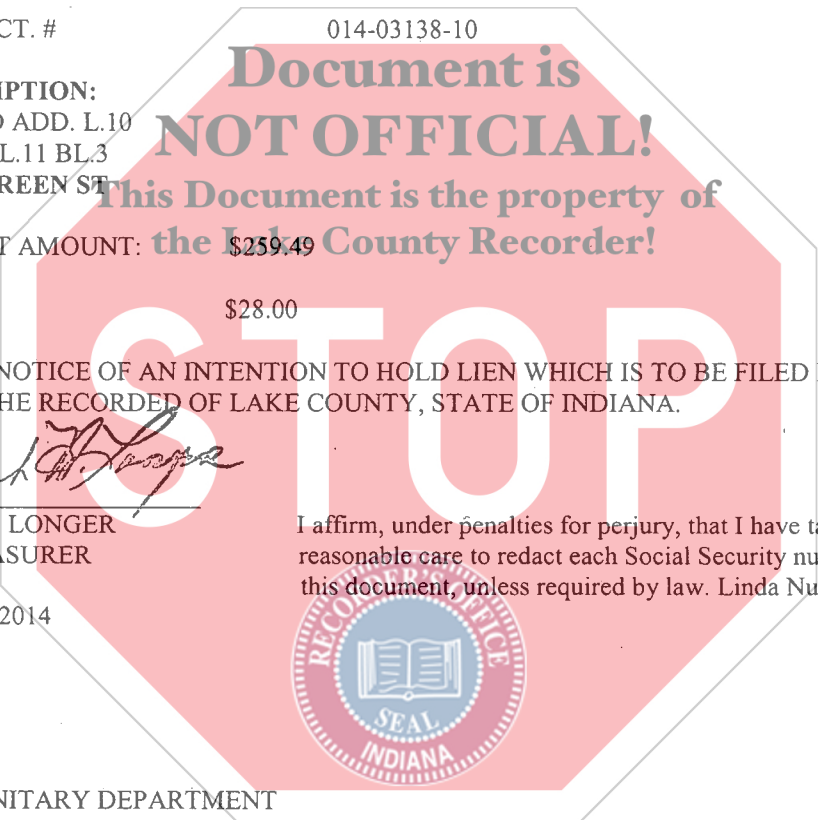 CT. # 014-03138-10
Document is
IPTION:
ADD. L.10
NOT OFFICIAL!
L.11 BL.3
REEN ST
This Document is the property of
T AMOUNT: $259.49
the Lake County Recorder!
$28.00
STOP
NOTICE OF AN INTENTION TO HOLD LIEN WHICH IS TO BE FILED
HE RECORDED OF LAKE COUNTY, STATE OF INDIANA.
LONGER
ASURER
I affirm, under penalties for perjury, that I have ta
reasonable care to redact each Social Security nu
this document, unless required by law. Linda Nu
2014
RECORDER'S OFFICE
SEAL
INDIANA
NITARY DEPARTMENT